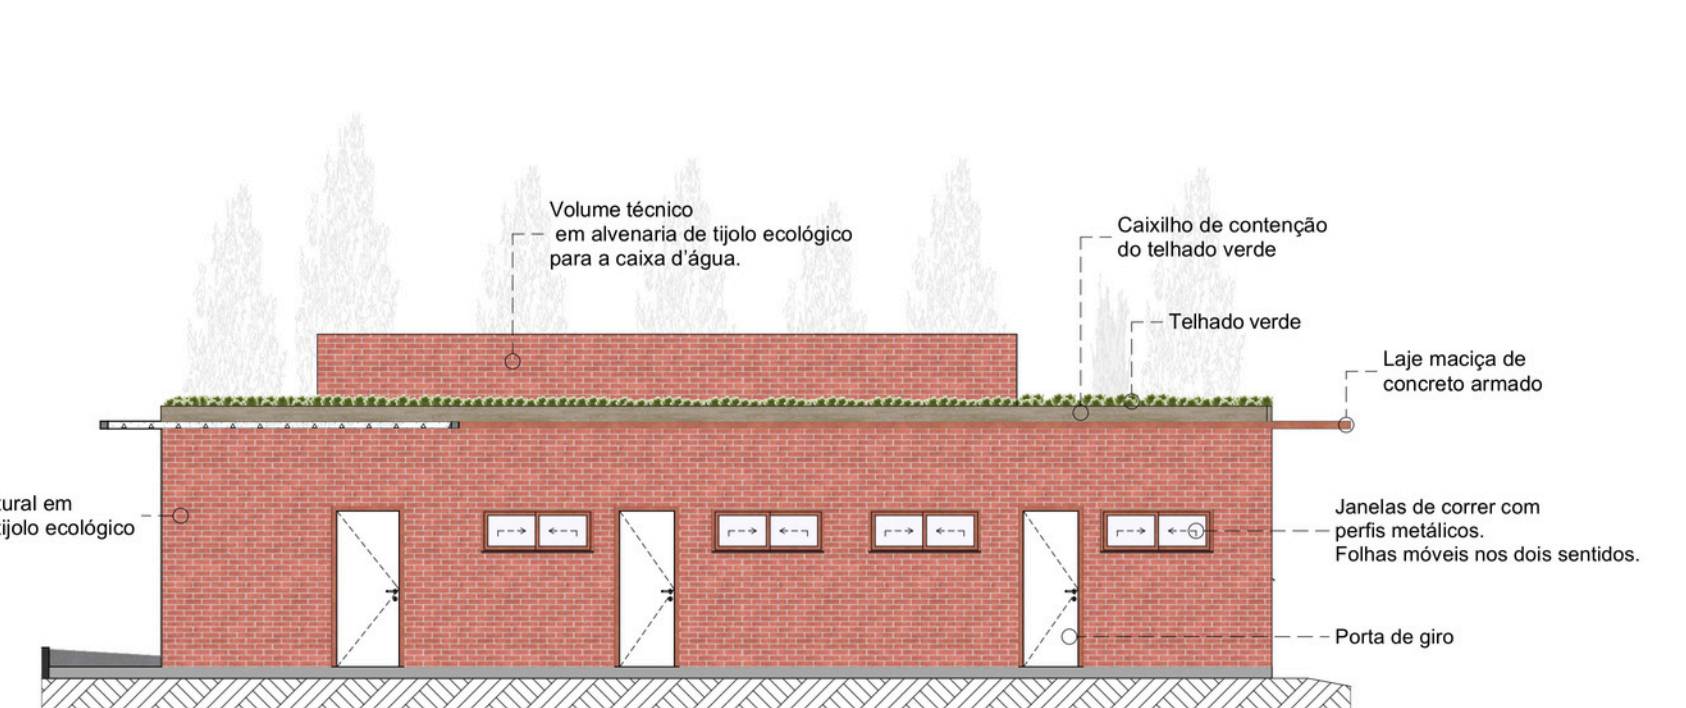 Volume técnico
em alvenaria de tijolo ecológico
para a caixa d'água.
Caixilho de contenção
do telhado verde
Telhado verde
Laje maciça de
concreto armado
tural em
tijolo ecológico
Janelas de correr com
perfis metálicos.
Folhas móveis nos dois sentidos.
Porta de giro